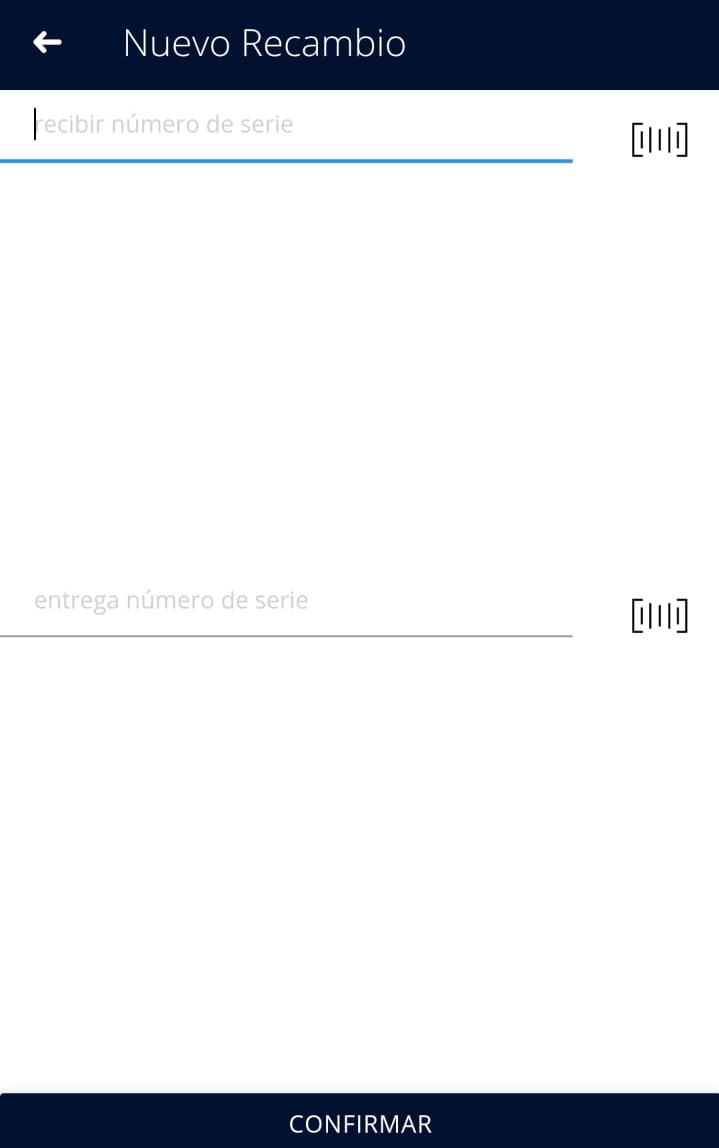 Nuevo Recambio
recibir número de serie
entrega número de serie
CONFIRMAR